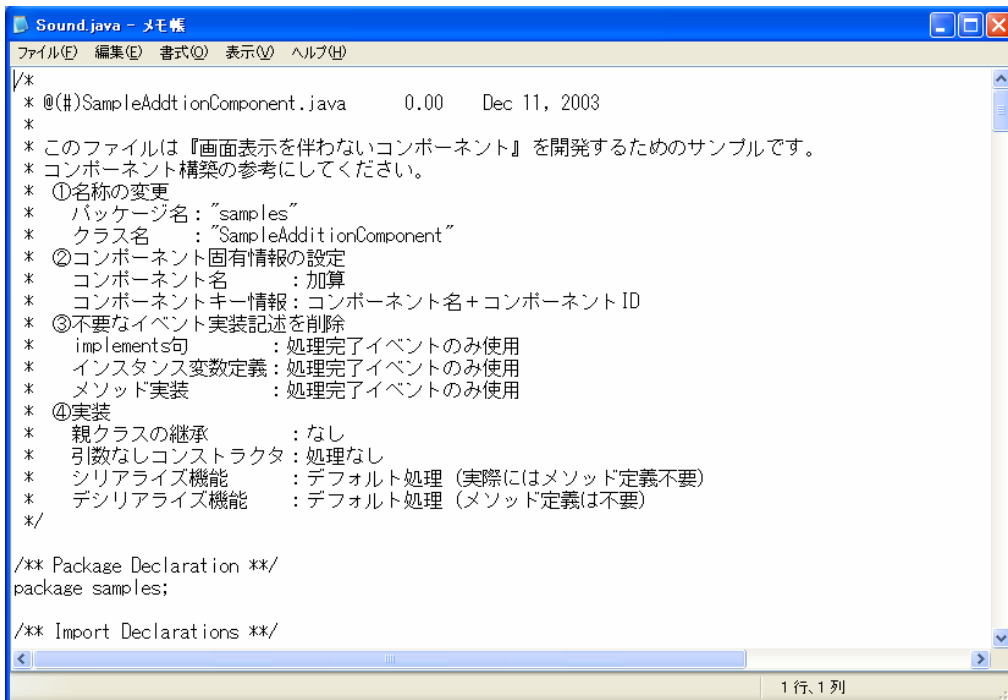 Sound.java - メモ帳
ファイル(F) 編集(E) 書式(O) 表示(V) ヘルプ(H)
/*
 * @(#)SampleAddtionComponent.java 0.00 Dec 11, 2003
 *
 * このファイルは『画面表示を伴わないコンポーネント』を開発するためのサンプルです。
 * コンポーネント構築の参考にしてください。
 * ①名称の変更
 * パッケージ名："samples"
 * クラス名 ："SampleAdditionComponent"
 * ②コンポーネント固有情報の設定
 * コンポーネント名 ：加算
 * コンポーネントキー情報：コンポーネント名＋コンポーネントID
 * ③不要なイベント実装記述を削除
 * implements句 ：処理完了イベントのみ使用
 * インスタンス変数定義：処理完了イベントのみ使用
 * メソッド実装 ：処理完了イベントのみ使用
 * ④実装
 * 親クラスの継承 ：なし
 * 引数なしコンストラクタ：処理なし
 * シリアライズ機能 ：デフォルト処理（実際にはメソッド定義不要）
 * デシリアライズ機能 ：デフォルト処理（メソッド定義は不要）
 */
/** Package Declaration **/
package samples;
/** Import Declarations **/
1 行、1 列